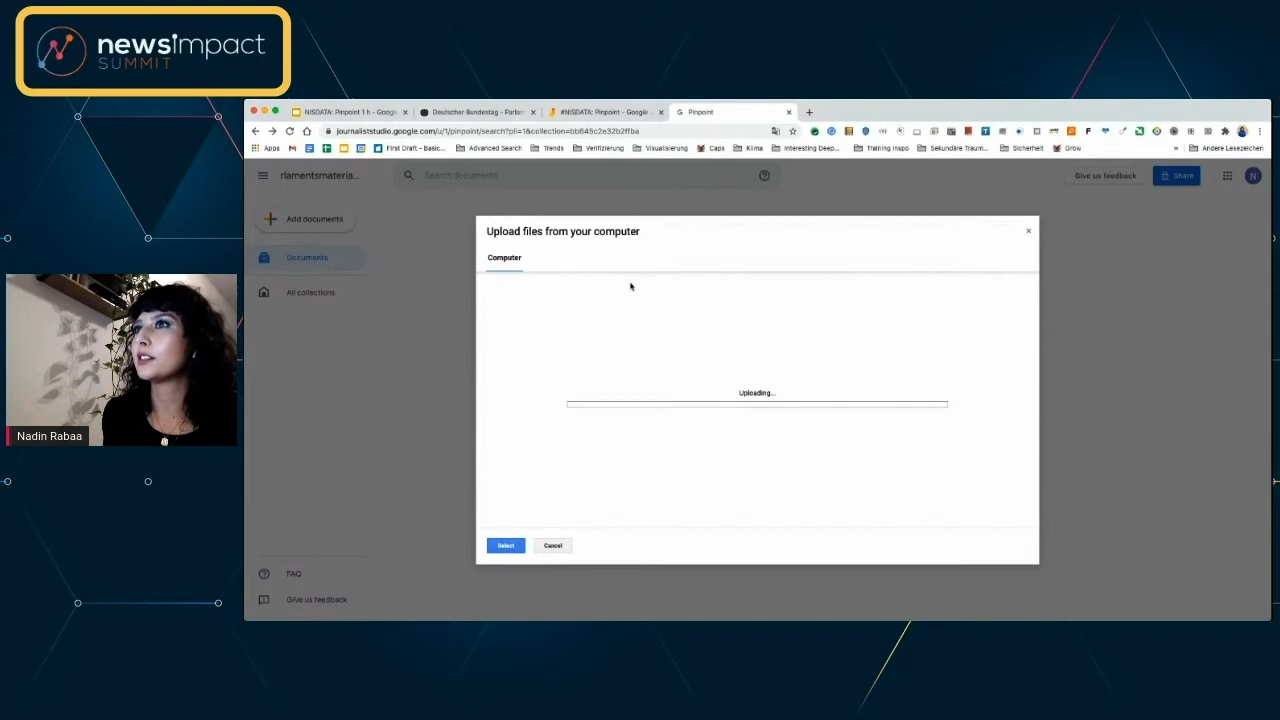 newsimpact
SUMMIT
NISDATA: Pinpoint 1 h - Google
Deutscher Bundestag - Parlam
#NISDATA: Pinpoint - Google ...
Pinpoint
journaliststudio.google.com/u/1/pinpoint/search?pli=1&collection=bb645c2e32b2ffba
Apps
First Draft - Basic...
Advanced Search
Trends
Verifizierung
Visualisierung
Caps
Klima
Interesting Deep...
Training Inspo
Sekundäre Traum...
Sicherheit
Grow
»
Andere Lesezeichen
rlamentsmateria...
Search documents
Give us feedback
Share
N
Add documents
Documents
All collections
Upload files from your computer
Computer
Uploading...
Select
Cancel
FAQ
Give us feedback
Nadin Rabaa